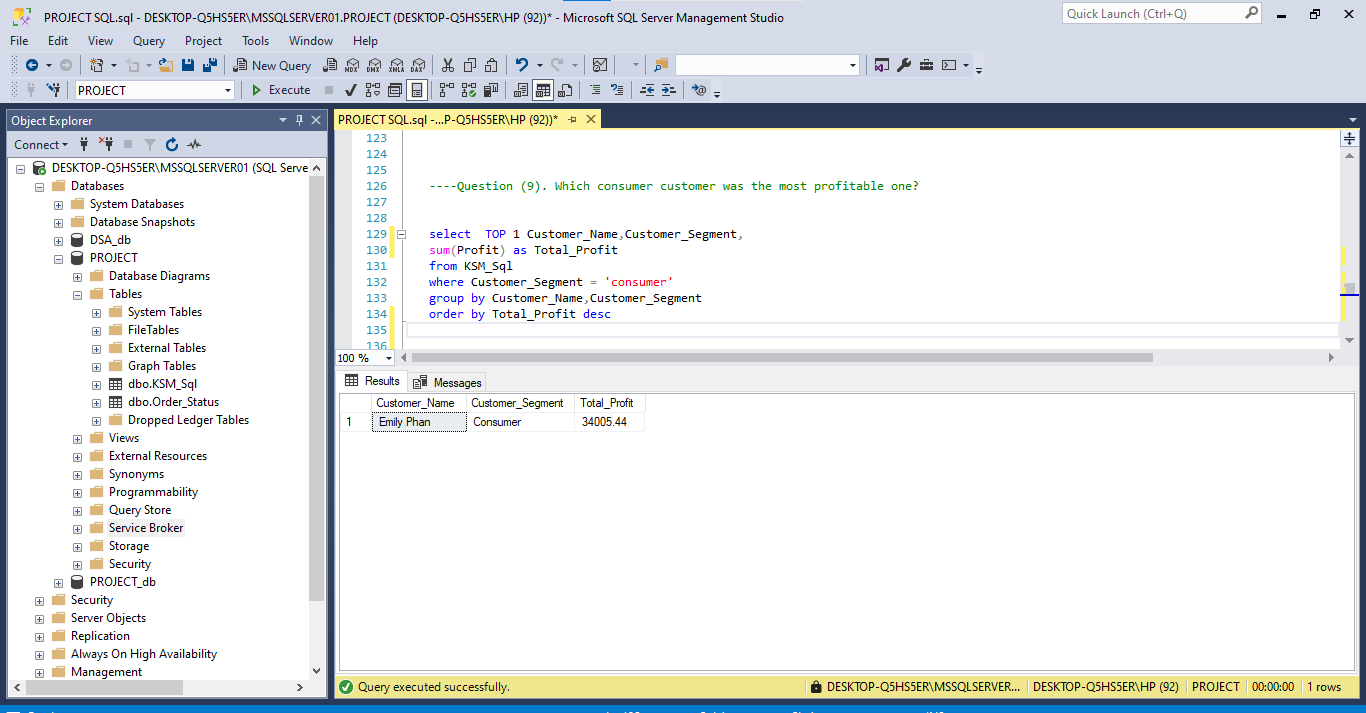 PROJECT SQL.sql - DESKTOP-Q5HS5ER\MSSQLSERVER01.PROJECT (DESKTOP-Q5HS5ER\HP (92))* - Microsoft SQL Server Management Studio
Quick Launch (Ctrl+Q)
File Edit View Query Project Tools Window Help
New Query MDX DMX XMLA DAX
PROJECT Execute
Object Explorer
Connect
DESKTOP-Q5HS5ER\MSSQLSERVER01 (SQL Serve
Databases
System Databases
Database Snapshots
DSA_db
PROJECT
Database Diagrams
Tables
System Tables
FileTables
External Tables
Graph Tables
dbo.KSM_Sql
dbo.Order_Status
Dropped Ledger Tables
Views
External Resources
Synonyms
Programmability
Query Store
Service Broker
Storage
Security
PROJECT_db
Security
Server Objects
Replication
Always On High Availability
Management
PROJECT SQL.sql -...P-Q5HS5ER\HP (92))*
123
124
125
126 ----Question (9). Which consumer customer was the most profitable one?
127
128
129 select TOP 1 Customer_Name,Customer_Segment,
130 sum(Profit) as Total_Profit
131 from KSM_Sql
132 where Customer_Segment = 'consumer'
133 group by Customer_Name,Customer_Segment
134 order by Total_Profit desc
135
136
100 %
Results Messages
Customer_Name Customer_Segment Total_Profit
1 Emily Phan Consumer 34005.44
Query executed successfully.
DESKTOP-Q5HS5ER\MSSQLSERVER... DESKTOP-Q5HS5ER\HP (92) PROJECT 00:00:00 1 rows